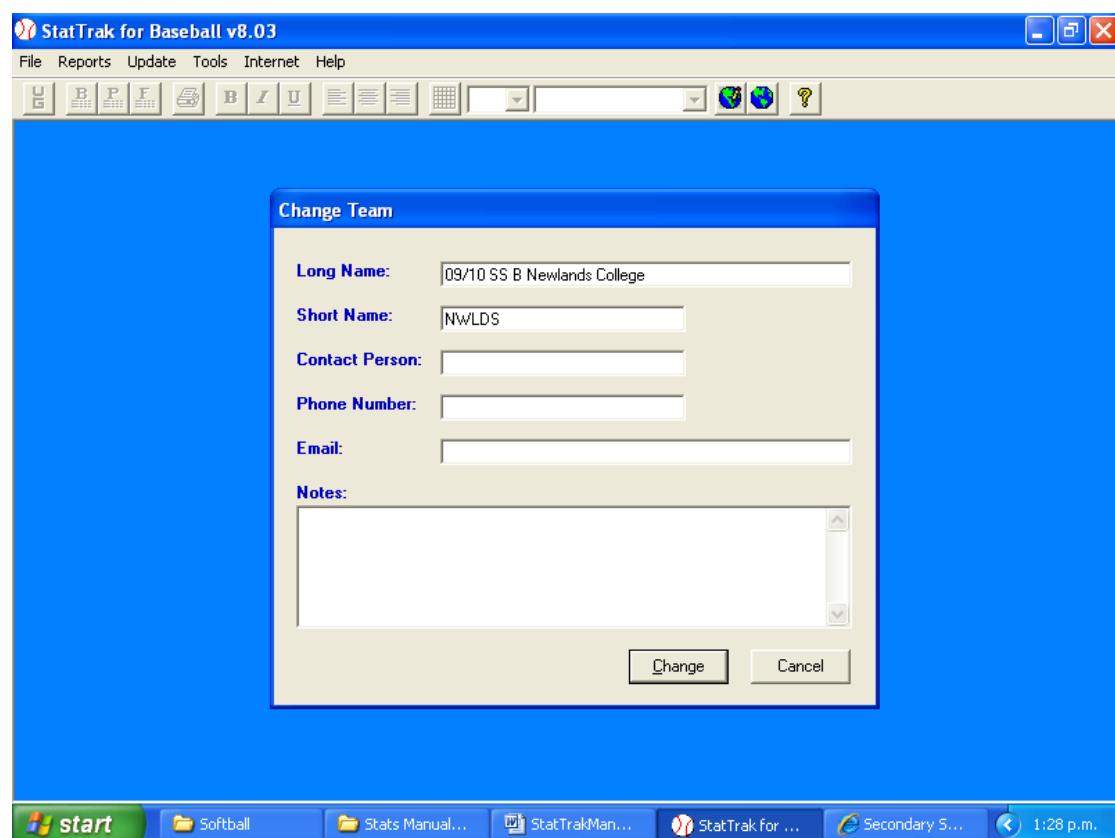 StatTrak for Baseball v8.03
File Reports Update Tools Internet Help
U G B P F B I U ?
Change Team
Long Name: 09/10 SS B Newlands College
Short Name: NWLDS
Contact Person:
Phone Number:
Email:
Notes:
Change Cancel
start Softball Stats Manual... StatTrakMan... StatTrak for ... Secondary S... 1:28 p.m.